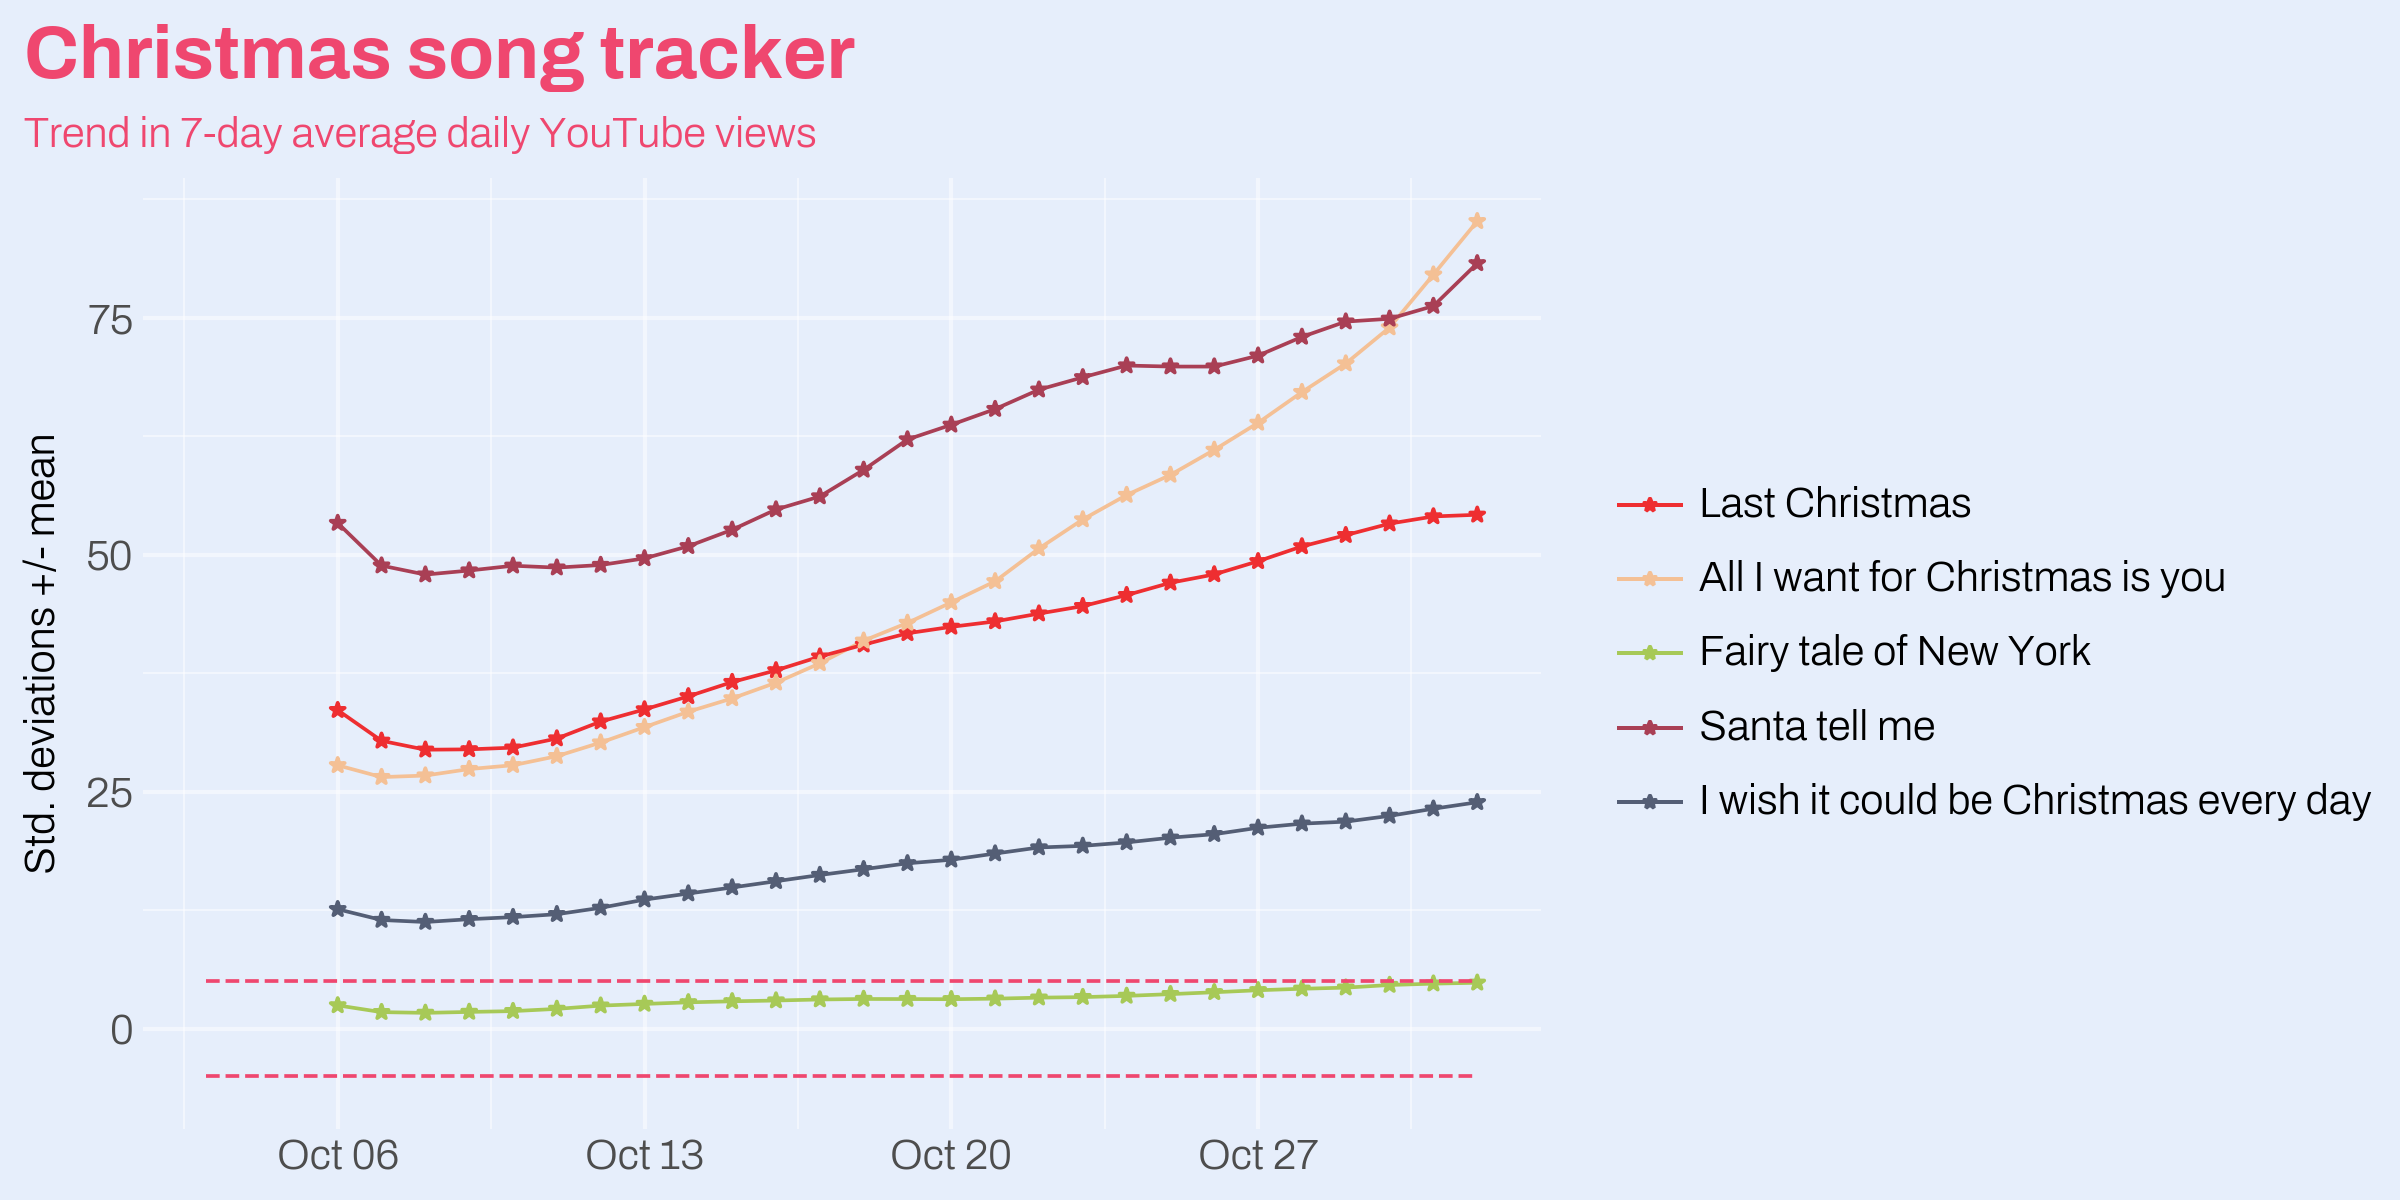 Christmas song tracker
Trend in 7-day average daily YouTube views
Std. deviations +/- mean
75
50
25
0
Oct 06
Oct 13
Oct 20
Oct 27
Last Christmas
All I want for Christmas is you
Fairy tale of New York
Santa tell me
I wish it could be Christmas every day